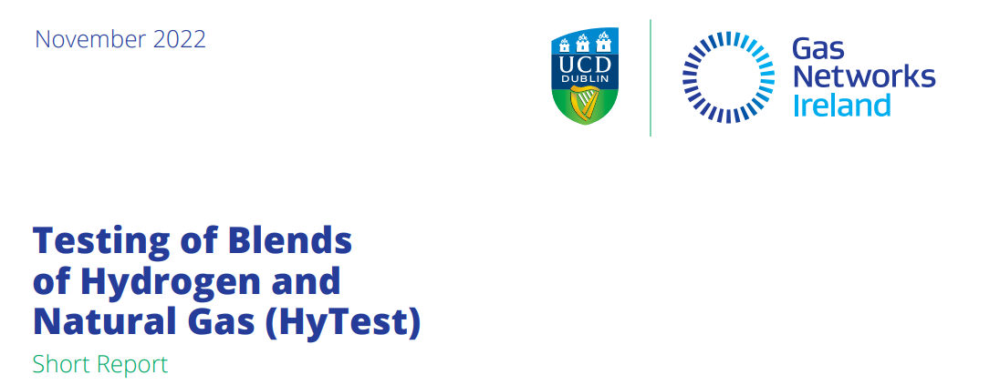 November 2022
UCD
DUBLIN
Gas
Networks
Ireland
Testing of Blends
of Hydrogen and
Natural Gas (HyTest)
Short Report